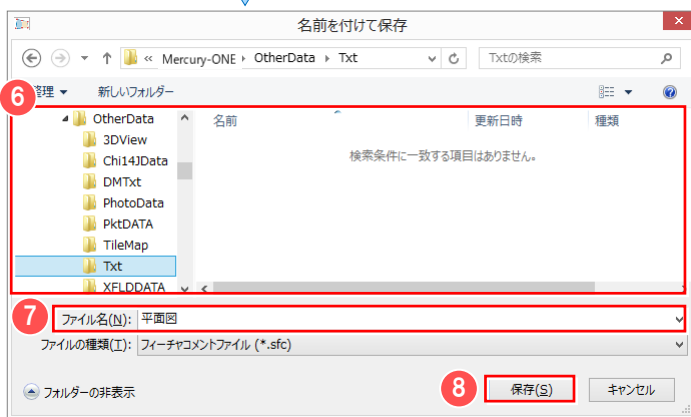 名前を付けて保存
« Mercury-ONE ▸ OtherData ▸ Txt
Txtの検索
6
整理 新しいフォルダー
OtherData
3DView
Chi14JData
DMTxt
PhotoData
PktDATA
TileMap
Txt
XFLDDATA
名前 更新日時 種類
検索条件に一致する項目はありません。
7
ファイル名(N): 平面図
ファイルの種類(T): フィーチャコメントファイル (*.sfc)
フォルダーの非表示
8
保存(S) キャンセル